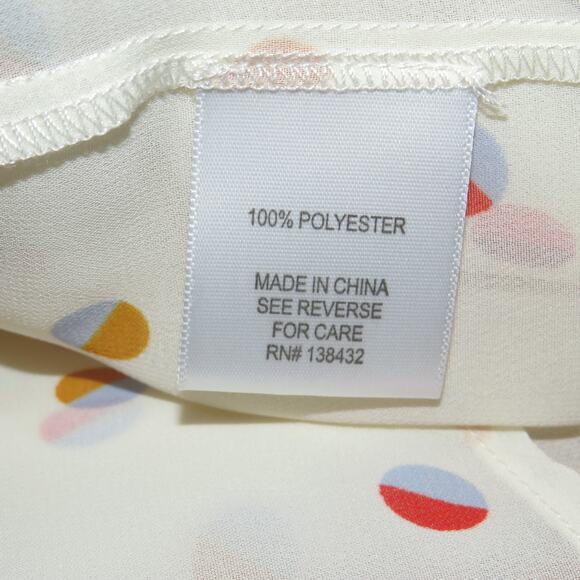 100% POLYESTER
MADE IN CHINA
SEE REVERSE
FOR CARE
RN# 138432